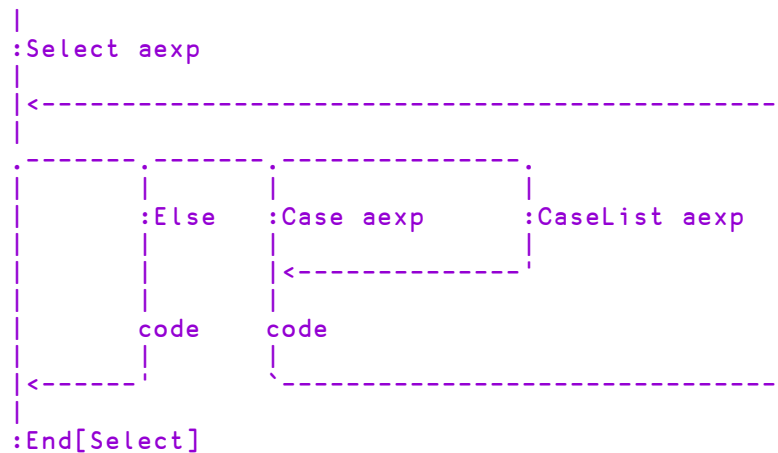 |
:Select aexp
|
|<----------------------------------------------
|
.-------.-------.---------------.
|       |       |               |
|       :Else   :Case aexp      :CaseList aexp
|       |       |               |
|       |       |<--------------'
|       |       |
|       code    code
|       |       |
|<------'       `-------------------------------
|
:End[Select]